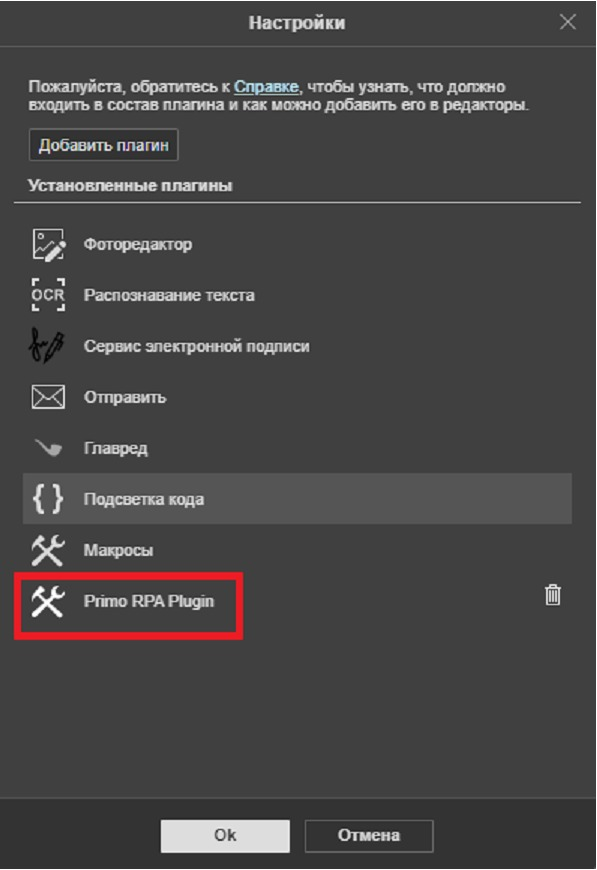 Настройки
Пожалуйста, обратитесь к Справке, чтобы узнать, что должно
входить в состав плагина и как можно добавить его в редакторы.
Добавить плагин
Установленные плагины
Фоторедактор
OCR Распознавание текста
Сервис электронной подписи
Отправить
Главред
{ } Подсветка кода
Макросы
Primo RPA Plugin
Ok Отмена